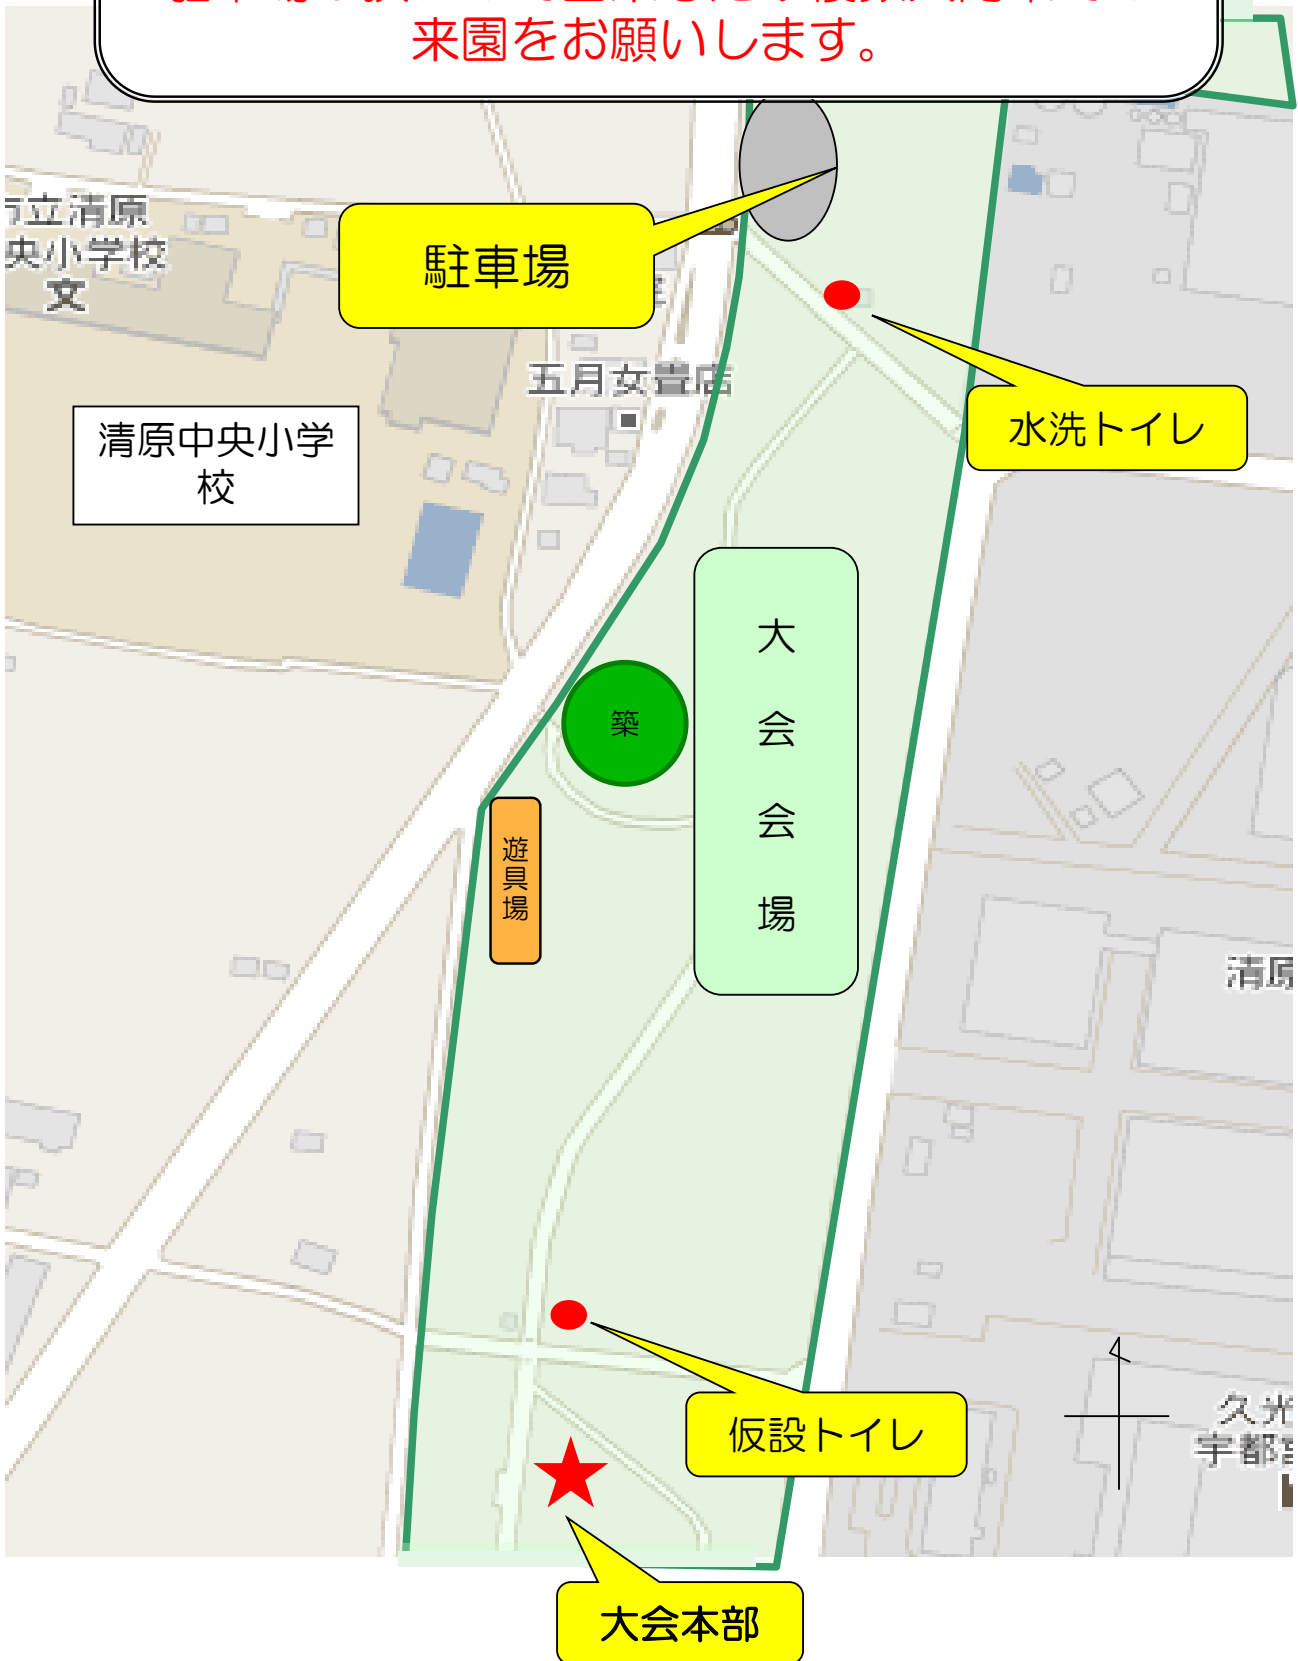 来園をお願いします。
市立清原
央小学校
文
駐車場
五月女畳店
水洗トイレ
清原中央小学
校
大
会
会
場
築
遊
具
場
清原
仮設トイレ
久光
宇都宮
大会本部